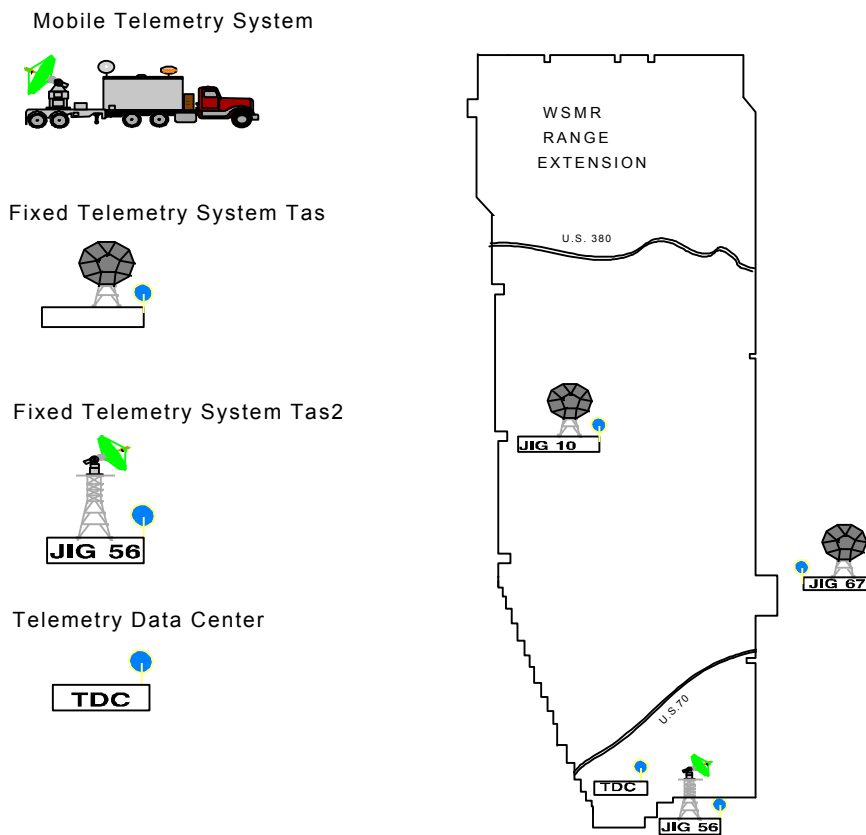 Mobile Telemetry System
Fixed Telemetry System Tas
Fixed Telemetry System Tas2
JIG 56
Telemetry Data Center
TDC
WSMR
RANGE
EXTENSION
U.S. 380
JIG 10
JIG 67
U.S.70
TDC
JIG 56